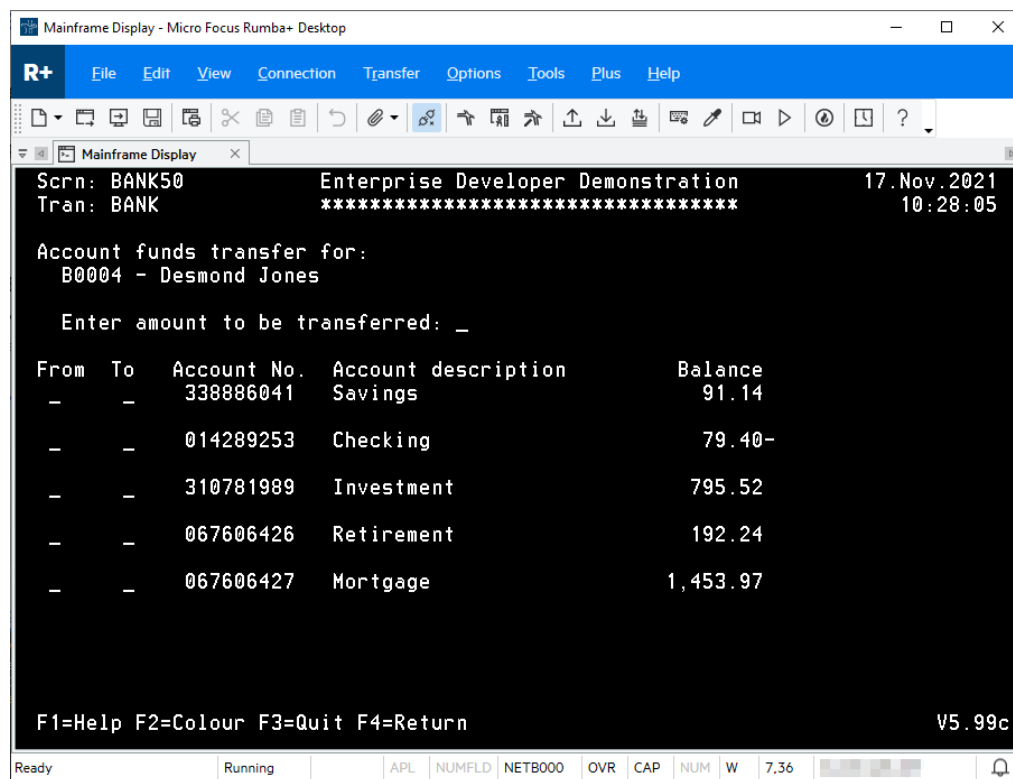 Mainframe Display - Micro Focus Rumba+ Desktop
R+ File Edit View Connection Transfer Options Tools Plus Help
Mainframe Display
Scrn: BANK50 Enterprise Developer Demonstration 17.Nov.2021
Tran: BANK ********************************** 10:28:05
Account funds transfer for:
B0004 - Desmond Jones
Enter amount to be transferred: _
From To Account No. Account description Balance
_ _ 338886041 Savings 91.14
_ _ 014289253 Checking 79.40-
_ _ 310781989 Investment 795.52
_ _ 067606426 Retirement 192.24
_ _ 067606427 Mortgage 1,453.97
F1=Help F2=Colour F3=Quit F4=Return V5.99c
Ready Running APL NUMFLD NETB000 OVR CAP NUM W 7,36